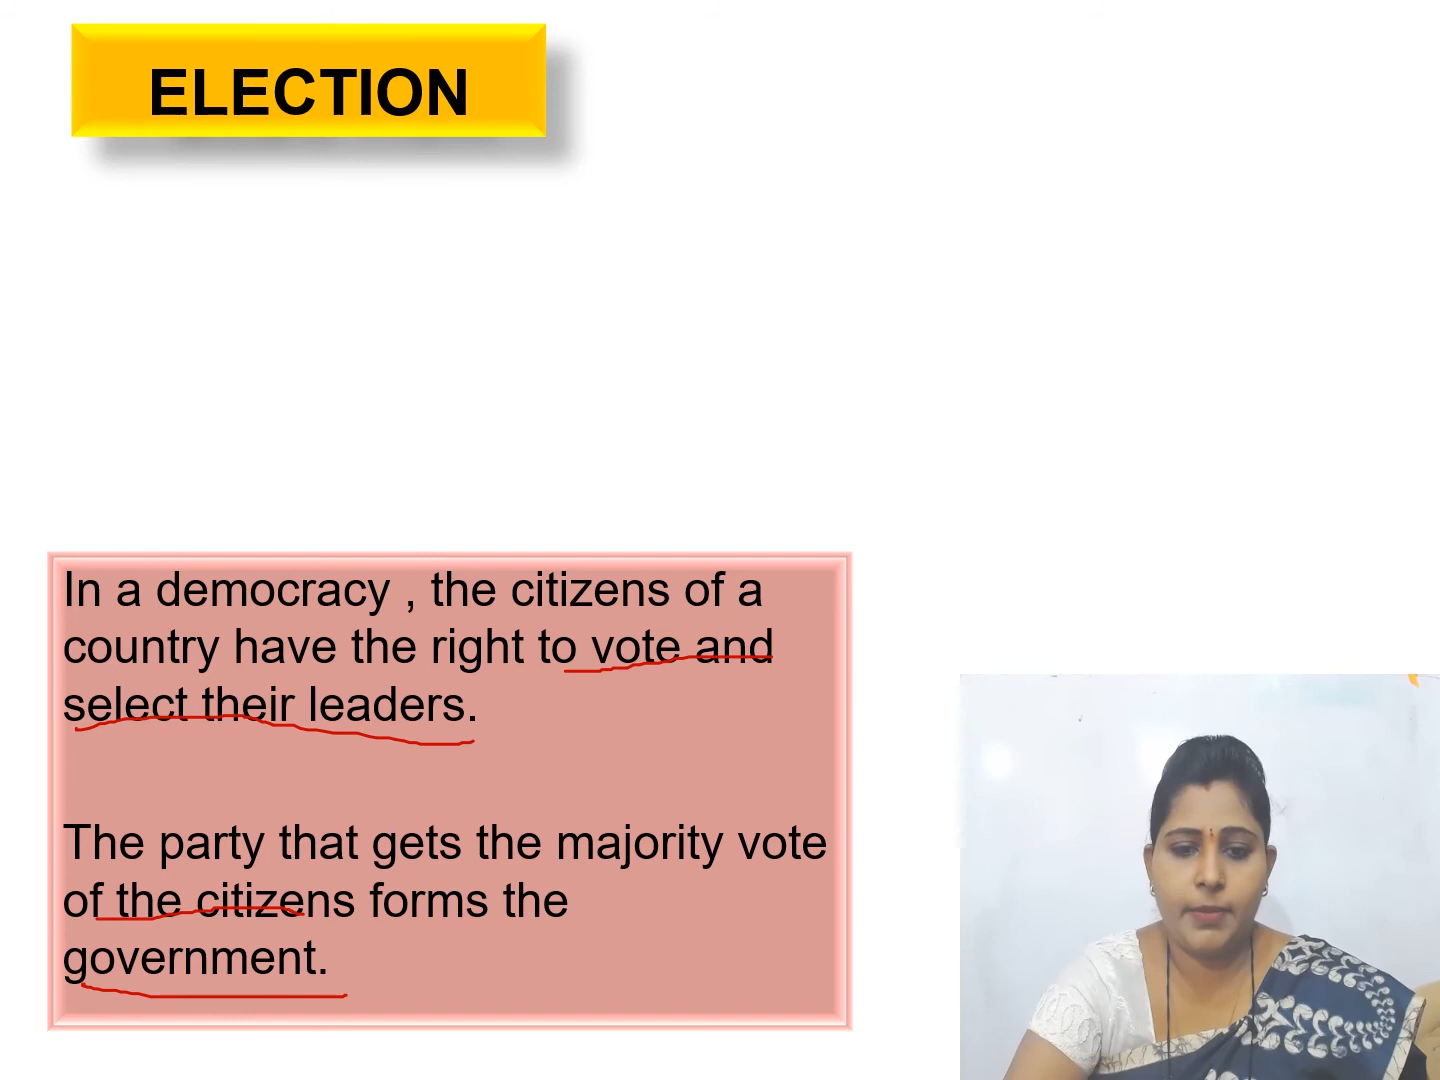 ELECTION
In a democracy , the citizens of a
country have the right to vote and
select their leaders.
The party that gets the majority vote
of the citizens forms the
government.